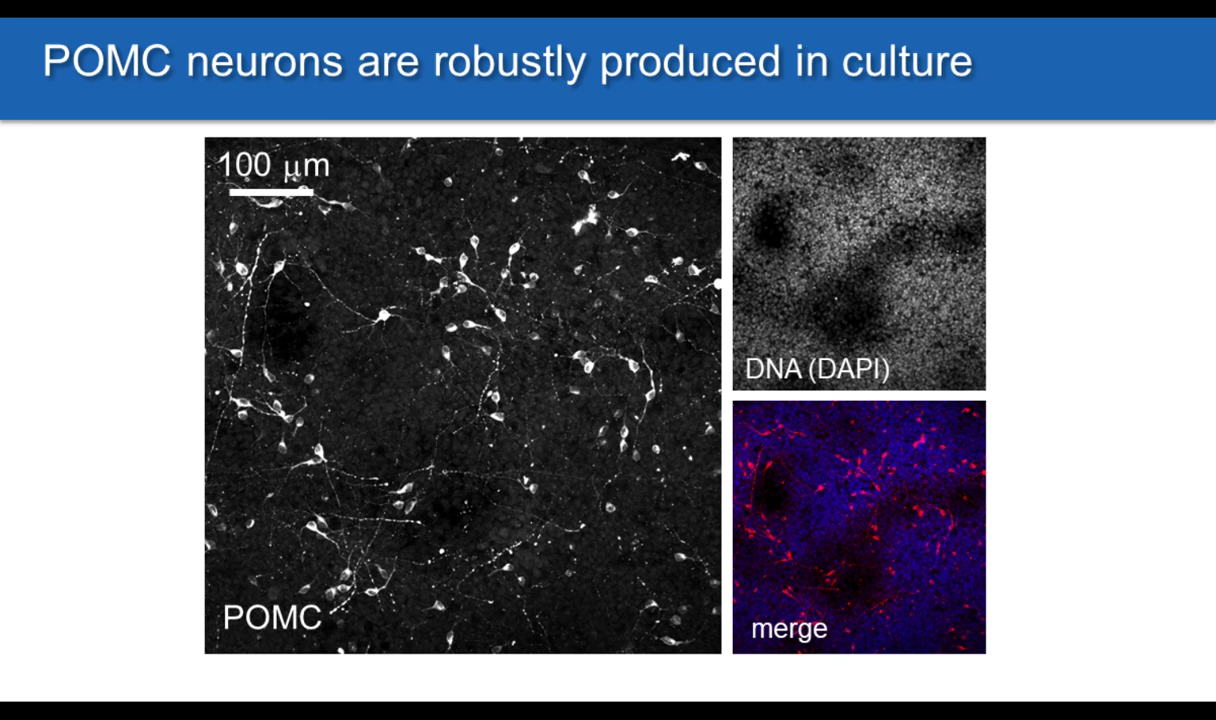 POMC neurons are robustly produced in culture
100 μm
POMC
DNA (DAPI)
merge